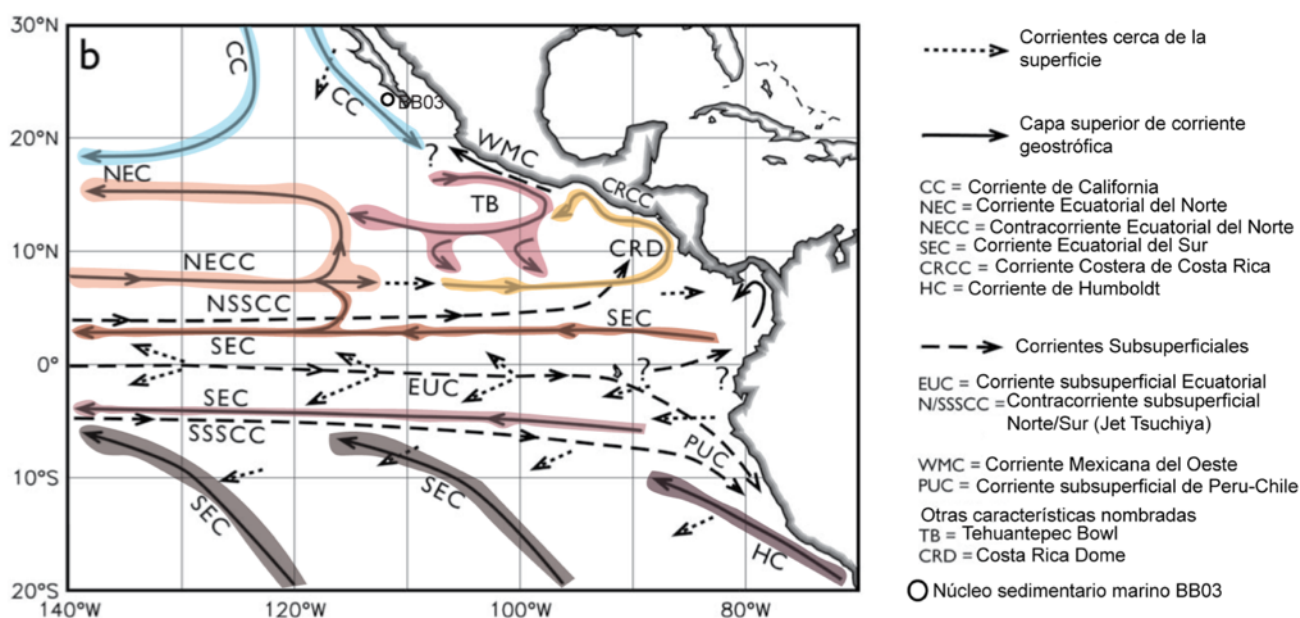 30°N
20°N
10°N
0°
10°S
20°S
140°W
120°W
100°W
80°W
b
CC
CC
BB03
?
WMC
NEC
TB
CRCC
NECC
CRD
NSSCC
SEC
SEC
?
?
EUC
SEC
SSSCC
PUC
SEC
SEC
HC
Corrientes cerca de la
superficie
Capa superior de corriente
geostrófica
CC = Corriente de California
NEC = Corriente Ecuatorial del Norte
NECC = Contracorriente Ecuatorial del Norte
SEC = Corriente Ecuatorial del Sur
CRCC = Corriente Costera de Costa Rica
HC = Corriente de Humboldt
Corrientes Subsuperficiales
EUC = Corriente subsuperficial Ecuatorial
N/SSSCC = Contracorriente subsuperficial
Norte/Sur (Jet Tsuchiya)
WMC = Corriente Mexicana del Oeste
PUC = Corriente subsuperficial de Peru-Chile
Otras característicasd nombradas
TB = Tehuantepec Bowl
CRD = Costa Rica Dome
Núcleo sedimentario marino BB03